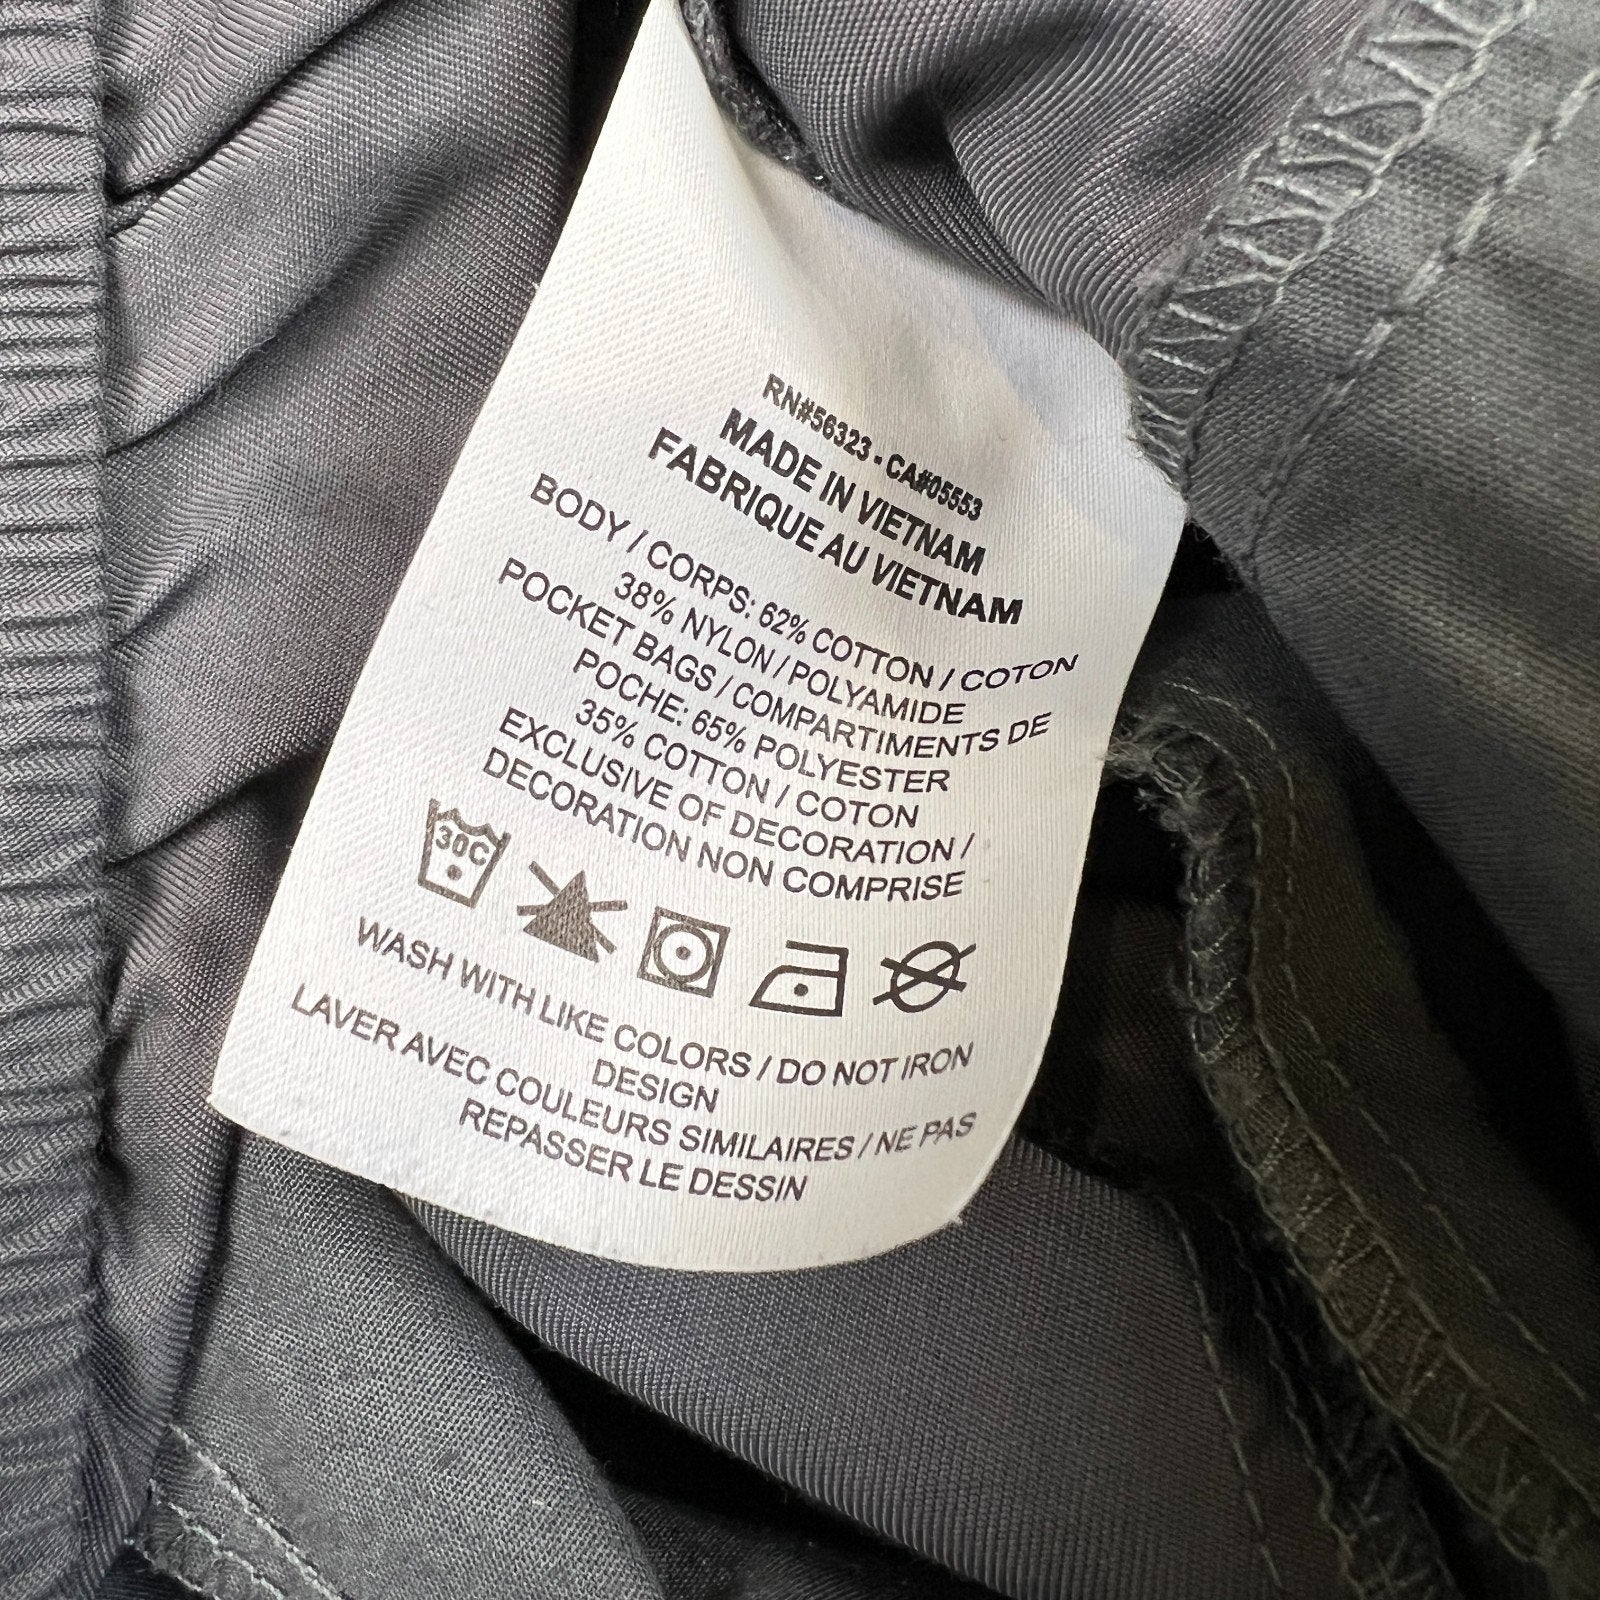 RN#56323 - CA#05553
MADE IN VIETNAM
FABRIQUE AU VIETNAM
BODY / CORPS: 62% COTTON / COTON
38% NYLON / POLYAMIDE
POCKET BAGS / COMPARTIMENTS DE
POCHE: 65% POLYESTER
35% COTTON / COTON
EXCLUSIVE OF DECORATION /
DECORATION NON COMPRISE
30C
WASH WITH LIKE COLORS / DO NOT IRON
DESIGN
LAVER AVEC COULEURS SIMILAIRES / NE PAS
REPASSER LE DESSIN